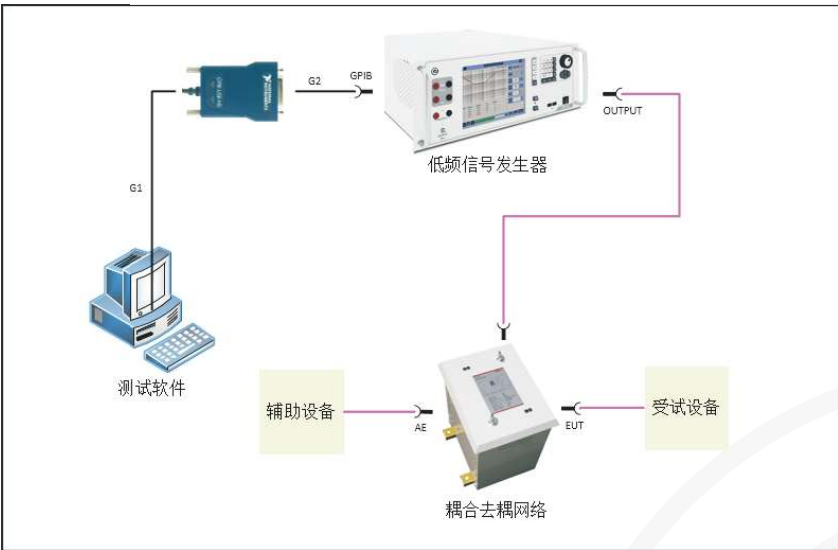 G2
GPIB
OUTPUT
低频信号发生器
G1
测试软件
辅助设备
AE
EUT
受试设备
耦合去耦网络